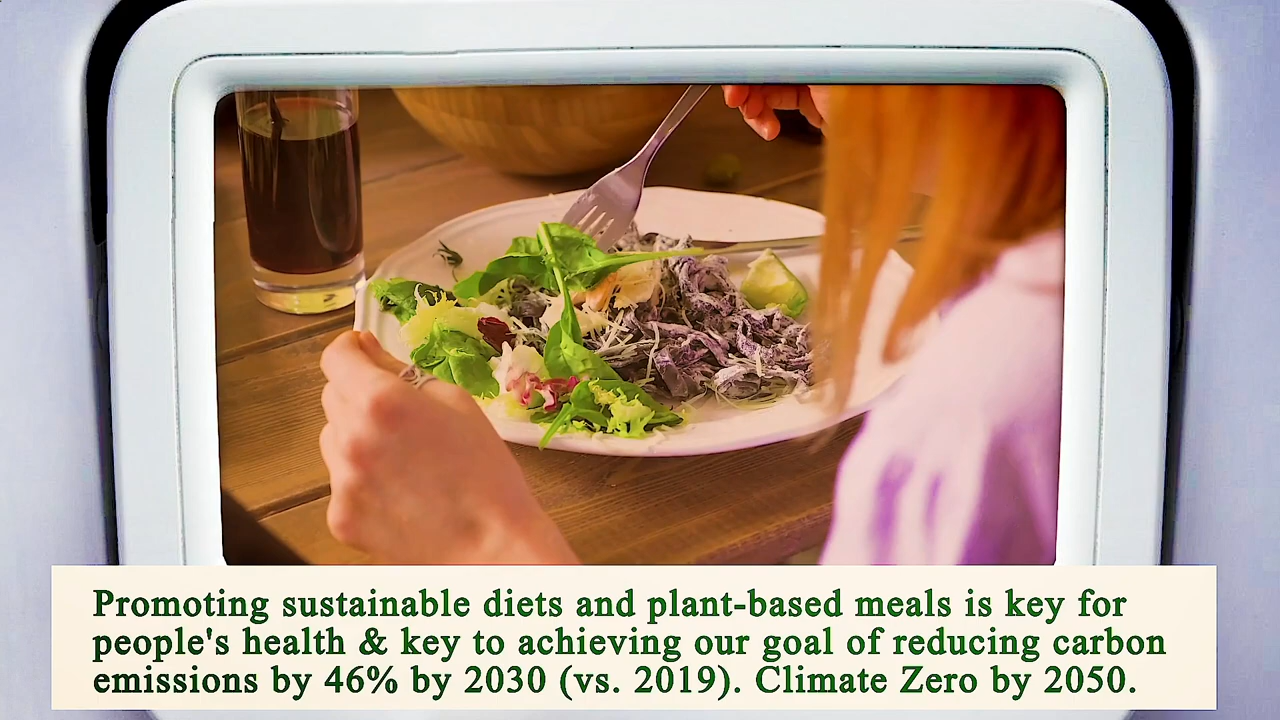 Promoting sustainable diets and plant-based meals is key for
people's health & key to achieving our goal of reducing carbon
emissions by 46% by 2030 (vs. 2019). Climate Zero by 2050.